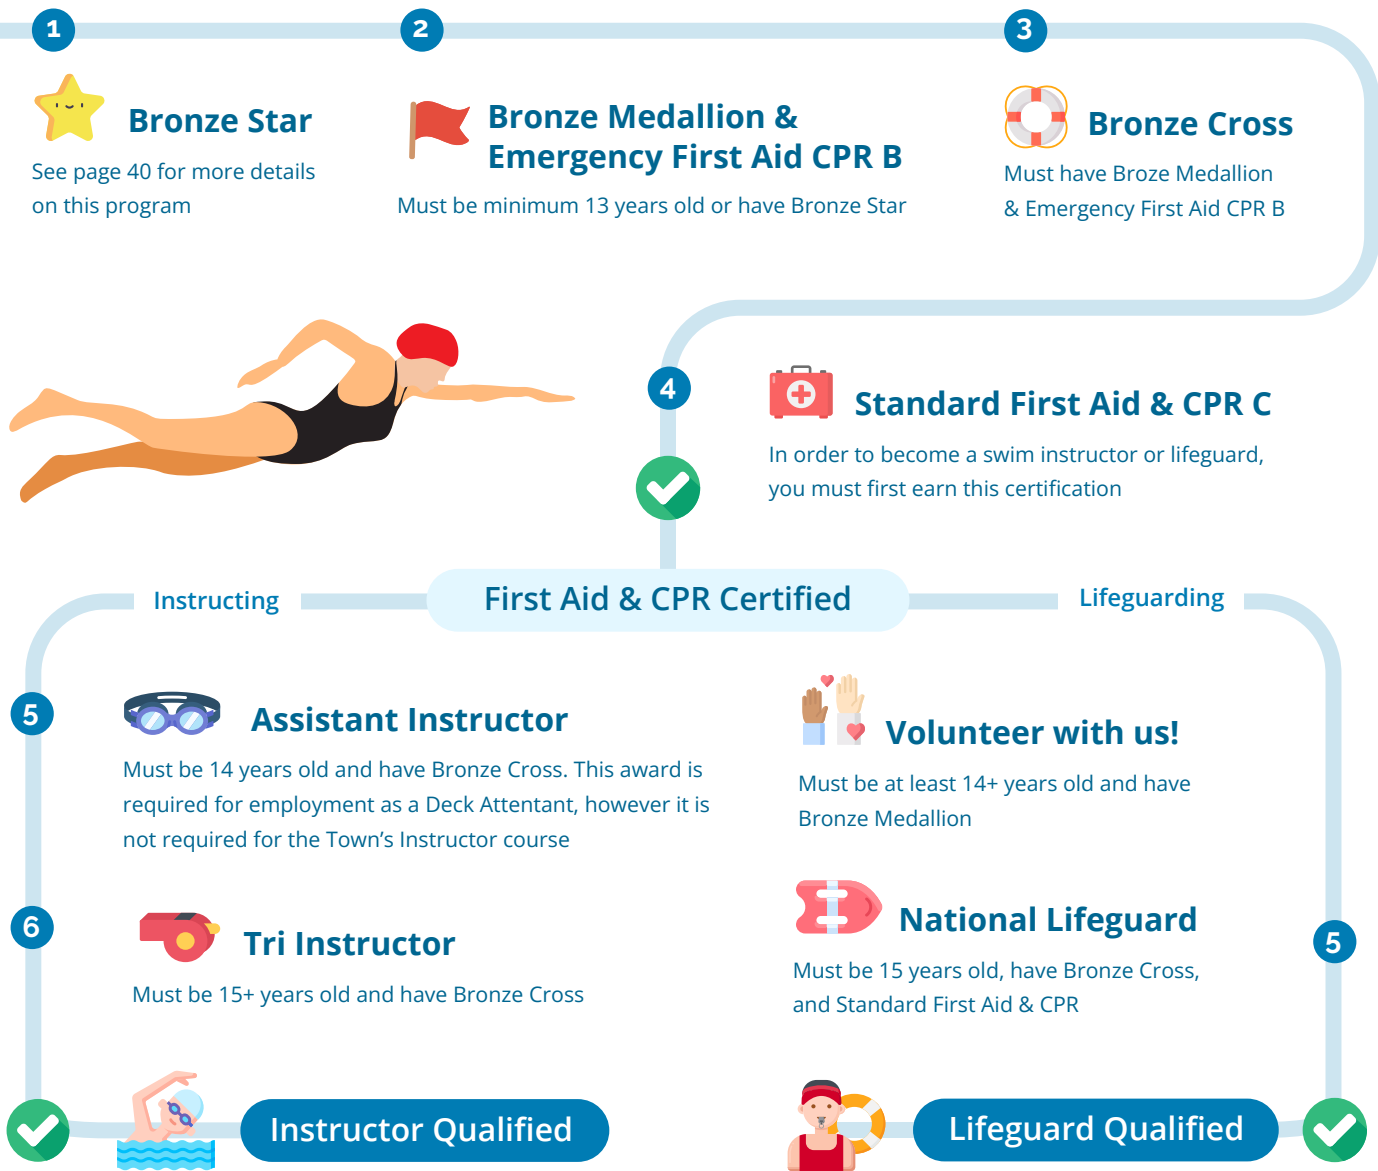 1
Bronze Star
See page 40 for more details
on this program
2
Bronze Medallion &
Emergency First Aid CPR B
Must be minimum 13 years old or have Bronze Star
3
Bronze Cross
Must have Broze Medallion
& Emergency First Aid CPR B
4
Standard First Aid & CPR C
In order to become a swim instructor or lifeguard,
you must first earn this certification
First Aid & CPR Certified
Instructing
5
Assistant Instructor
Must be 14 years old and have Bronze Cross. This award is
required for employment as a Deck Attentant, however it is
not required for the Town's Instructor course
6
Tri Instructor
Must be 15+ years old and have Bronze Cross
Instructor Qualified
Lifeguarding
Volunteer with us!
Must be at least 14+ years old and have
Bronze Medallion
National Lifeguard
5
Must be 15 years old, have Bronze Cross,
and Standard First Aid & CPR
Lifeguard Qualified